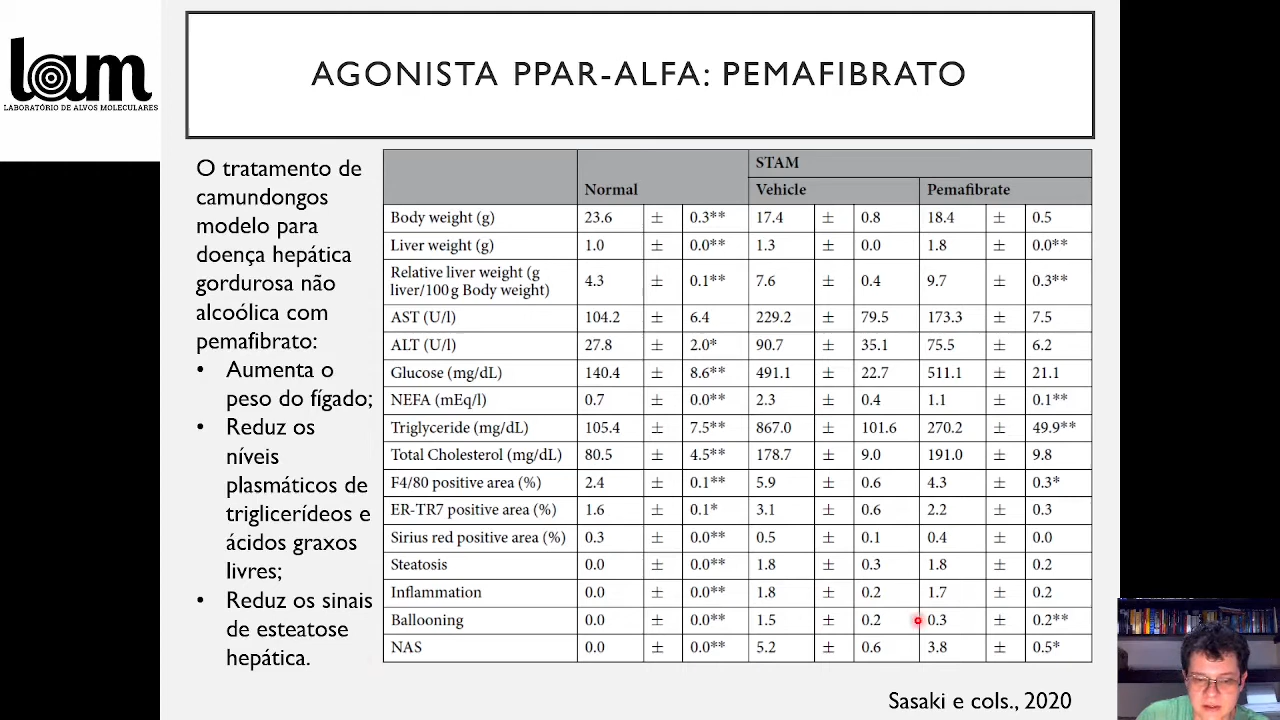 lam
LABORATÓRIO DE ALVOS MOLECULARES
AGONISTA PPAR-ALFA: PEMAFIBRATO
O tratamento de
camundongos
modelo para
doença hepática
gordurosa não
alcoólica com
pemafibrato:
• Aumenta o
peso do fígado;
• Reduz os
níveis
plasmáticos de
triglicerídeos e
ácidos graxos
livres;
• Reduz os sinais
de esteatose
hepática.
STAM
Normal Vehicle Pemafibrate
Body weight (g) 23.6 ± 0.3** 17.4 ± 0.8 18.4 ± 0.5
Liver weight (g) 1.0 ± 0.0** 1.3 ± 0.0 1.8 ± 0.0**
Relative liver weight (g
liver/100 g Body weight) 4.3 ± 0.1** 7.6 ± 0.4 9.7 ± 0.3**
AST (U/l) 104.2 ± 6.4 229.2 ± 79.5 173.3 ± 7.5
ALT (U/l) 27.8 ± 2.0* 90.7 ± 35.1 75.5 ± 6.2
Glucose (mg/dL) 140.4 ± 8.6** 491.1 ± 22.7 511.1 ± 21.1
NEFA (mEq/l) 0.7 ± 0.0** 2.3 ± 0.4 1.1 ± 0.1**
Triglyceride (mg/dL) 105.4 ± 7.5** 867.0 ± 101.6 270.2 ± 49.9**
Total Cholesterol (mg/dL) 80.5 ± 4.5** 178.7 ± 9.0 191.0 ± 9.8
F4/80 positive area (%) 2.4 ± 0.1** 5.9 ± 0.6 4.3 ± 0.3*
ER-TR7 positive area (%) 1.6 ± 0.1* 3.1 ± 0.6 2.2 ± 0.3
Sirius red positive area (%) 0.3 ± 0.0** 0.5 ± 0.1 0.4 ± 0.0
Steatosis 0.0 ± 0.0** 1.8 ± 0.3 1.8 ± 0.2
Inflammation 0.0 ± 0.0** 1.8 ± 0.2 1.7 ± 0.2
Ballooning 0.0 ± 0.0** 1.5 ± 0.2 0.3 ± 0.2**
NAS 0.0 ± 0.0** 5.2 ± 0.6 3.8 ± 0.5*
Sasaki e cols., 2020